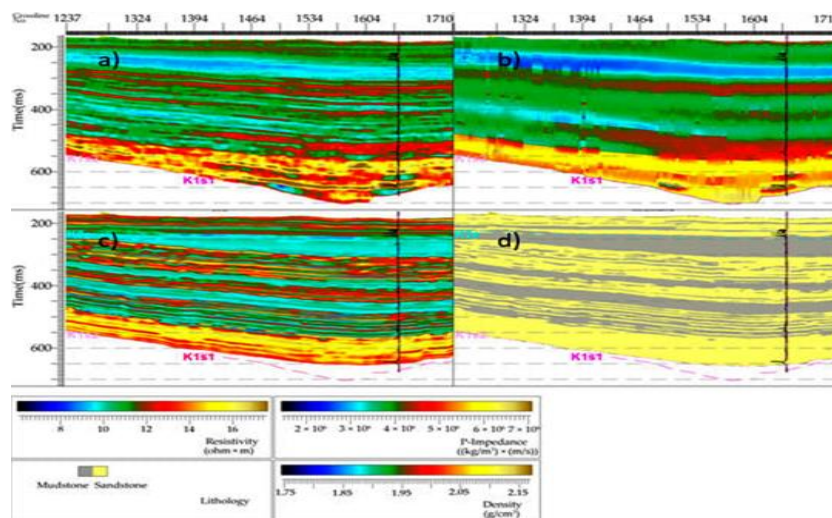 Crossline 1237 1324 1394 1464 1534 1604 1710 1324 1394 1464 1534 1604 1710
a) b)
200
400
600
Time(ms)
K1s1 K1s1
c) d)
200
400
600
Time(ms)
K1s1 K1s1
8 10 12 14 16
Resistivity
(ohm * m)
2 × 10⁶ 3 × 10⁶ 4 × 10⁶ 5 × 10⁶ 6 × 10⁶ 7 × 10⁶
P-Impedance
((kg/m³) * (m/s))
Mudstone Sandstone
Lithology
1.75 1.85 1.95 2.05 2.15
Density
g/cm³